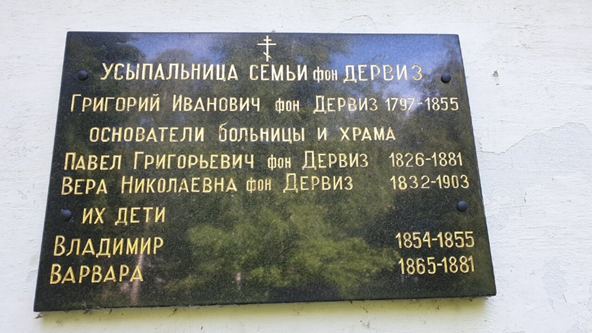 УСЫПАЛЬНИЦА СЕМЬИ фон ДЕРВИЗ
ГРИГОРИЙ ИВАНОВИЧ фон ДЕРВИЗ 1797-1855
ОСНОВАТЕЛИ БОЛЬНИЦЫ И ХРАМА
ПАВЕЛ ГРИГОРЬЕВИЧ фон ДЕРВИЗ 1826-1881
ВЕРА НИКОЛАЕВНА фон ДЕРВИЗ 1832-1903
ИХ ДЕТИ
ВЛАДИМИР 1854-1855
ВАРВАРА 1865-1881